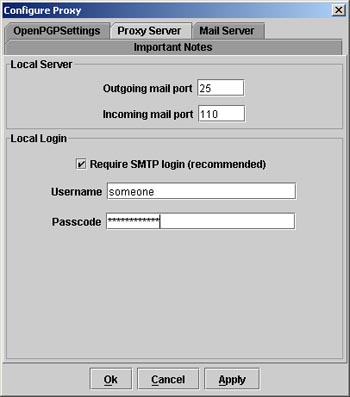 Configure Proxy
OpenPGPSettings Proxy Server Mail Server
Important Notes
Local Server
Outgoing mail port 25
Incoming mail port 110
Local Login
Require SMTP login (recommended)
Username someone
Passcode ************
Ok Cancel Apply